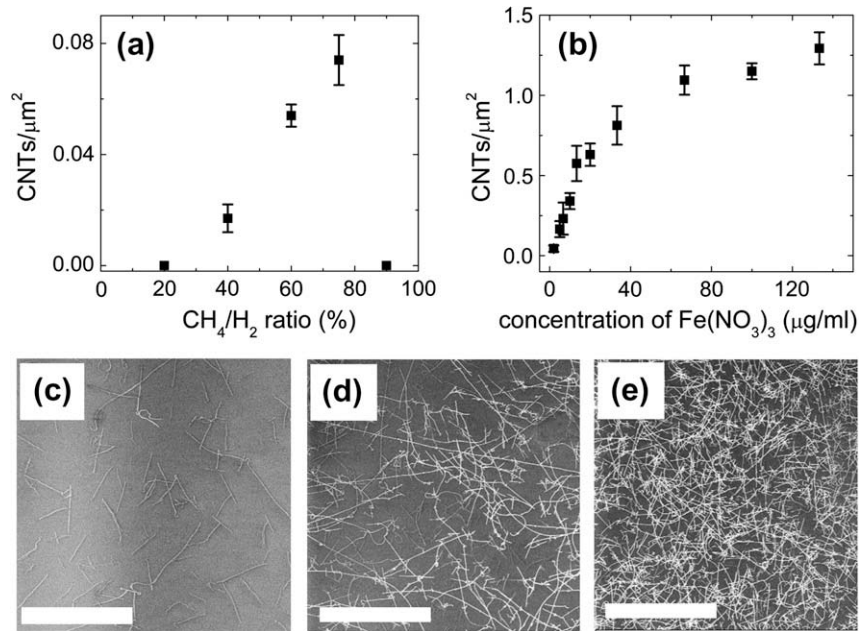 (a)
0.08
0.04
0.00
CNTs/μm²
0 20 40 60 80 100
CH₄/H₂ ratio (%)
(b)
1.5
1.0
0.5
0.0
CNTs/μm²
0 40 80 120
concentration of Fe(NO₃)₃ (μg/ml)
(c)
(d)
(e)